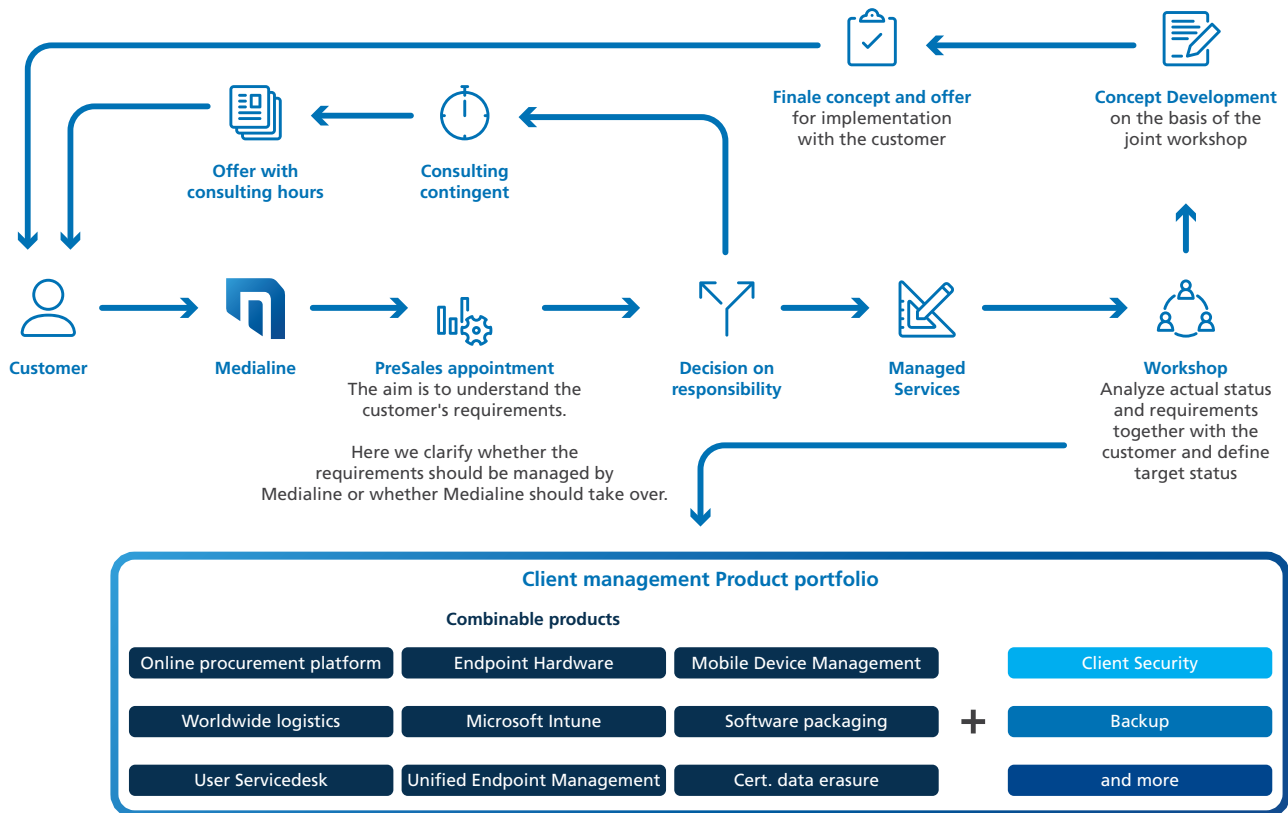 Finale concept and offer
for implementation
with the customer
Concept Development
on the basis of the
joint workshop
Offer with
consulting hours
Consulting
contingent
Customer
Medialine
PreSales appointment
The aim is to understand the
customer's requirements.
Here we clarify whether the
requirements should be managed by
Medialine or whether Medialine should take over.
Decision on
responsibility
Managed
Services
Workshop
Analyze actual status
and requirements
together with the
customer and define
target status
Client management Product portfolio
Combinable products
Online procurement platform
Endpoint Hardware
Mobile Device Management
Client Security
Worldwide logistics
Microsoft Intune
Software packaging
+
Backup
User Servicedesk
Unified Endpoint Management
Cert. data erasure
and more